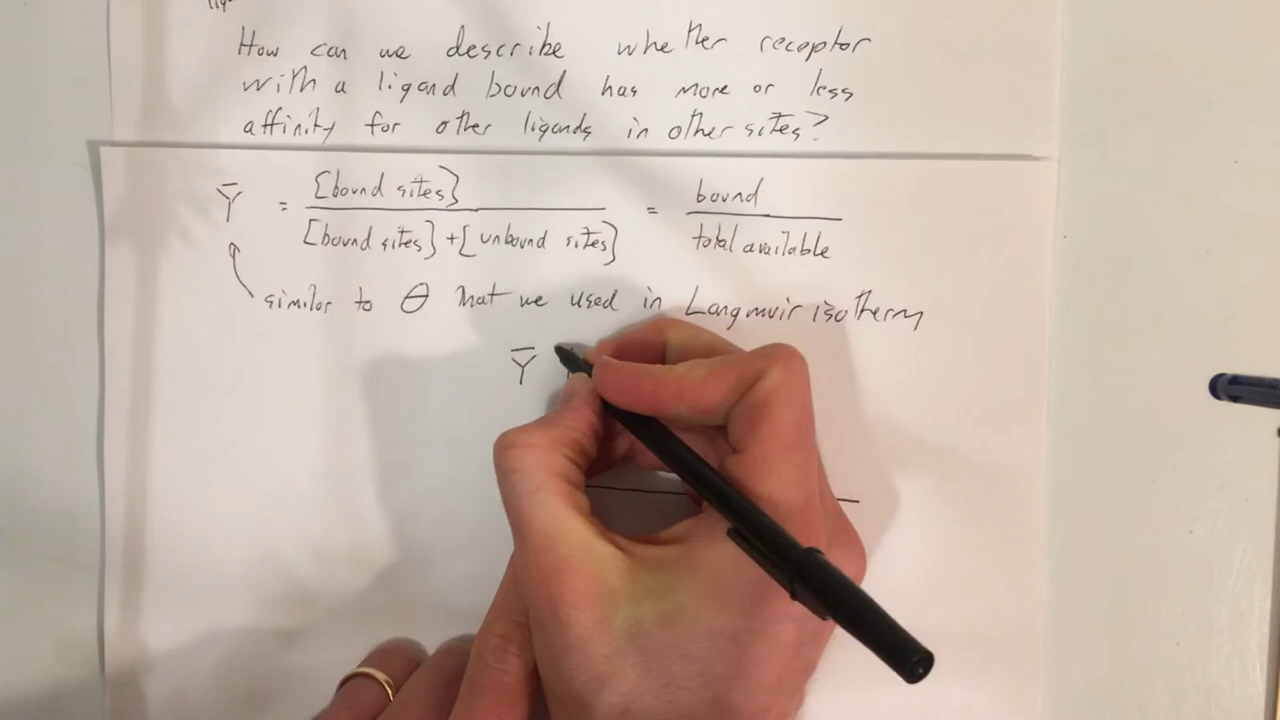 How can we describe whether receptor
with a ligand bound has more or less
affinity for other ligands in other sites?
Ȳ = [bound sites] / [bound sites] + [unbound sites] = bound / total available
similar to θ that we used in Langmuir isotherm
Ȳ